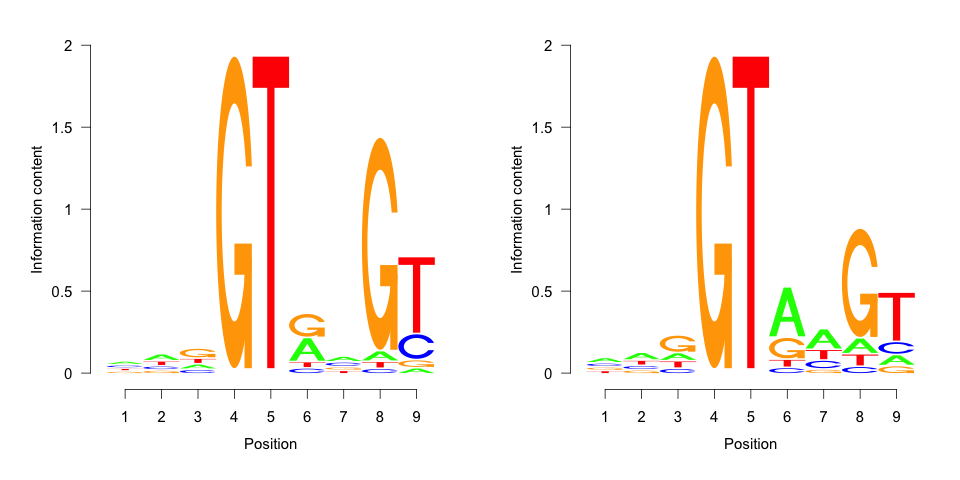 2
1.5
1
0.5
0
Information content
A A G G T G A G T
1 2 3 4 5 6 7 8 9
Position
2
1.5
1
0.5
0
Information content
A A G G T A A G T
1 2 3 4 5 6 7 8 9
Position